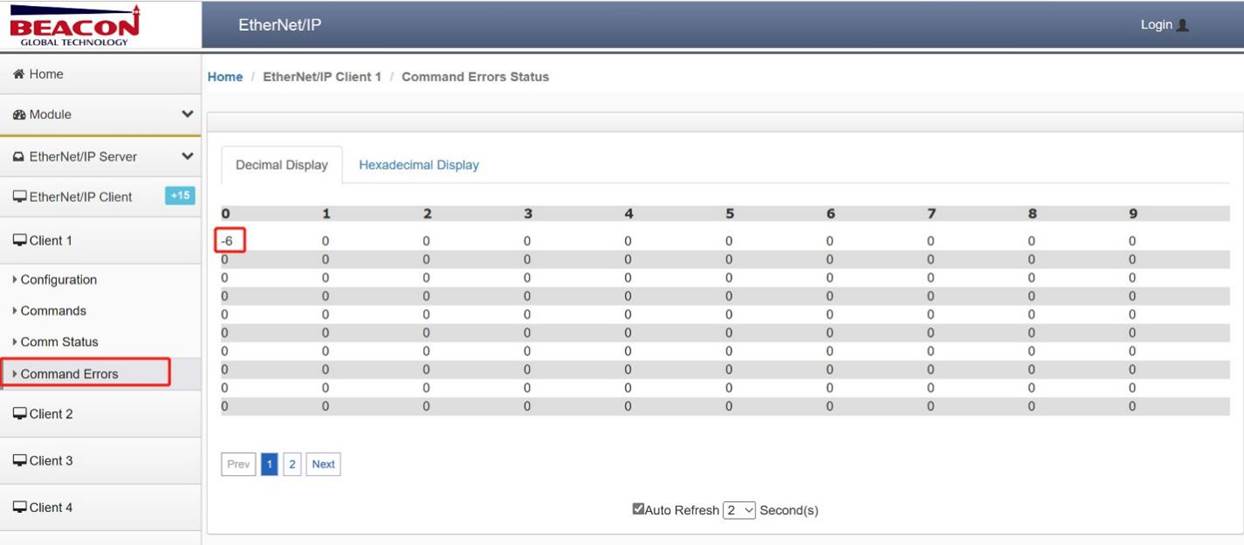 BEACON
GLOBAL TECHNOLOGY
EtherNet/IP
Login
Home
Module
EtherNet/IP Server
EtherNet/IP Client +15
Client 1
Configuration
Commands
Comm Status
Command Errors
Client 2
Client 3
Client 4
Home / EtherNet/IP Client 1 / Command Errors Status
Decimal Display Hexadecimal Display
0 1 2 3 4 5 6 7 8 9
-6 0 0 0 0 0 0 0 0 0
0 0 0 0 0 0 0 0 0 0
0 0 0 0 0 0 0 0 0 0
0 0 0 0 0 0 0 0 0 0
0 0 0 0 0 0 0 0 0 0
0 0 0 0 0 0 0 0 0 0
0 0 0 0 0 0 0 0 0 0
0 0 0 0 0 0 0 0 0 0
0 0 0 0 0 0 0 0 0 0
0 0 0 0 0 0 0 0 0 0
Prev 1 2 Next
Auto Refresh 2 Second(s)